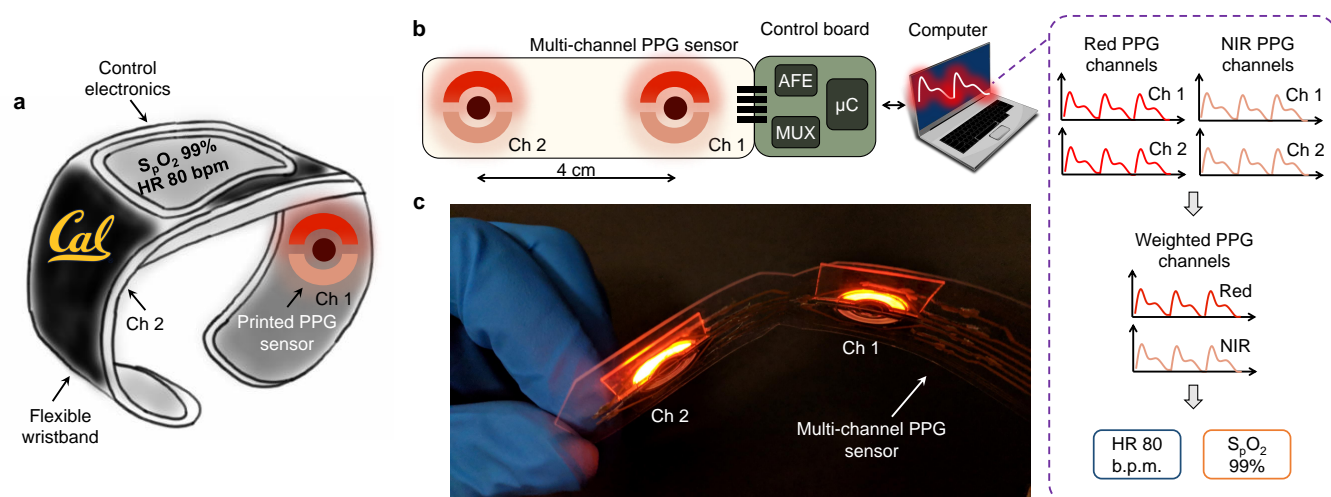 a
Control
electronics
SpO2 99%
HR 80 bpm
Cal
Ch 1
Printed PPG
sensor
Ch 2
Flexible
wristband
b
Multi-channel PPG sensor
Control board
Computer
AFE
µC
MUX
Ch 2
Ch 1
4 cm
c
Ch 1
Ch 2
Multi-channel PPG
sensor
Red PPG
channels
NIR PPG
channels
Ch 1
Ch 1
Ch 2
Ch 2
Weighted PPG
channels
Red
NIR
HR 80
b.p.m.
SpO2
99%